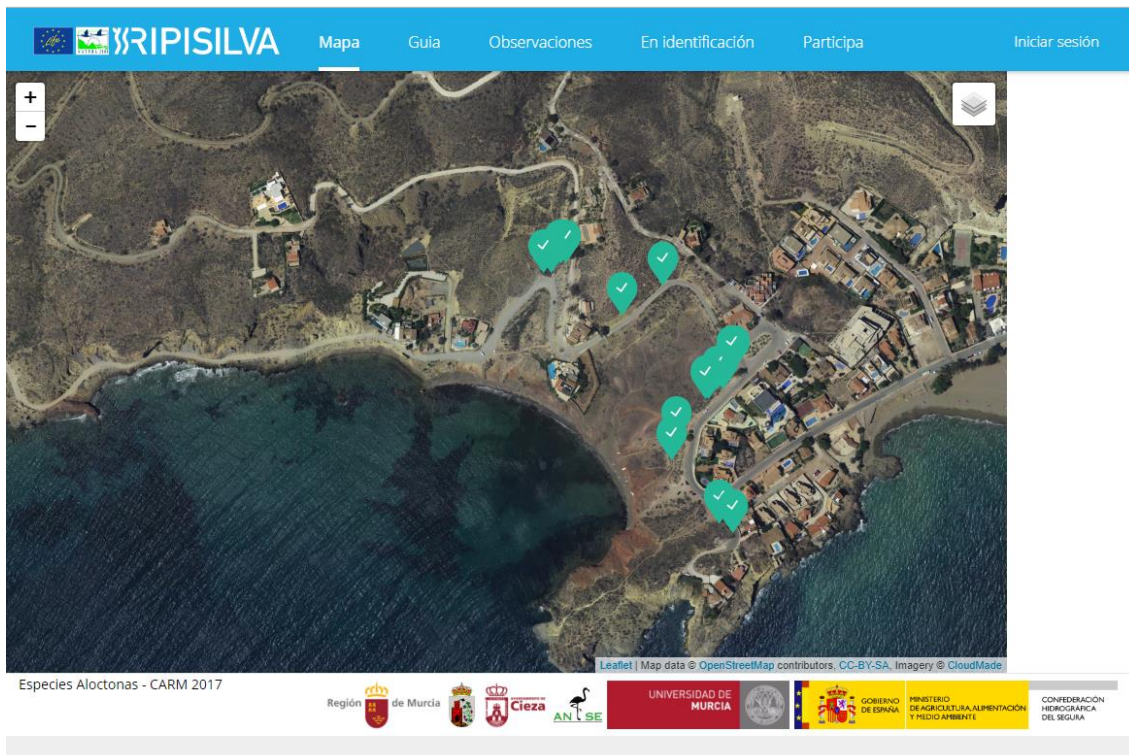 RIPISILVA
Mapa
Guia
Observaciones
En identificación
Participa
Iniciar sesión
+
−
Leaflet | Map data © OpenStreetMap contributors, CC-BY-SA, Imagery © CloudMade
Especies Aloctonas - CARM 2017
Región de Murcia
AYUNTAMIENTO DE
Cieza
ANSE
UNIVERSIDAD DE
MURCIA
GOBIERNO
DE ESPAÑA
MINISTERIO
DE AGRICULTURA, ALIMENTACIÓN
Y MEDIO AMBIENTE
CONFEDERACIÓN
HIDROGRÁFICA
DEL SEGURA